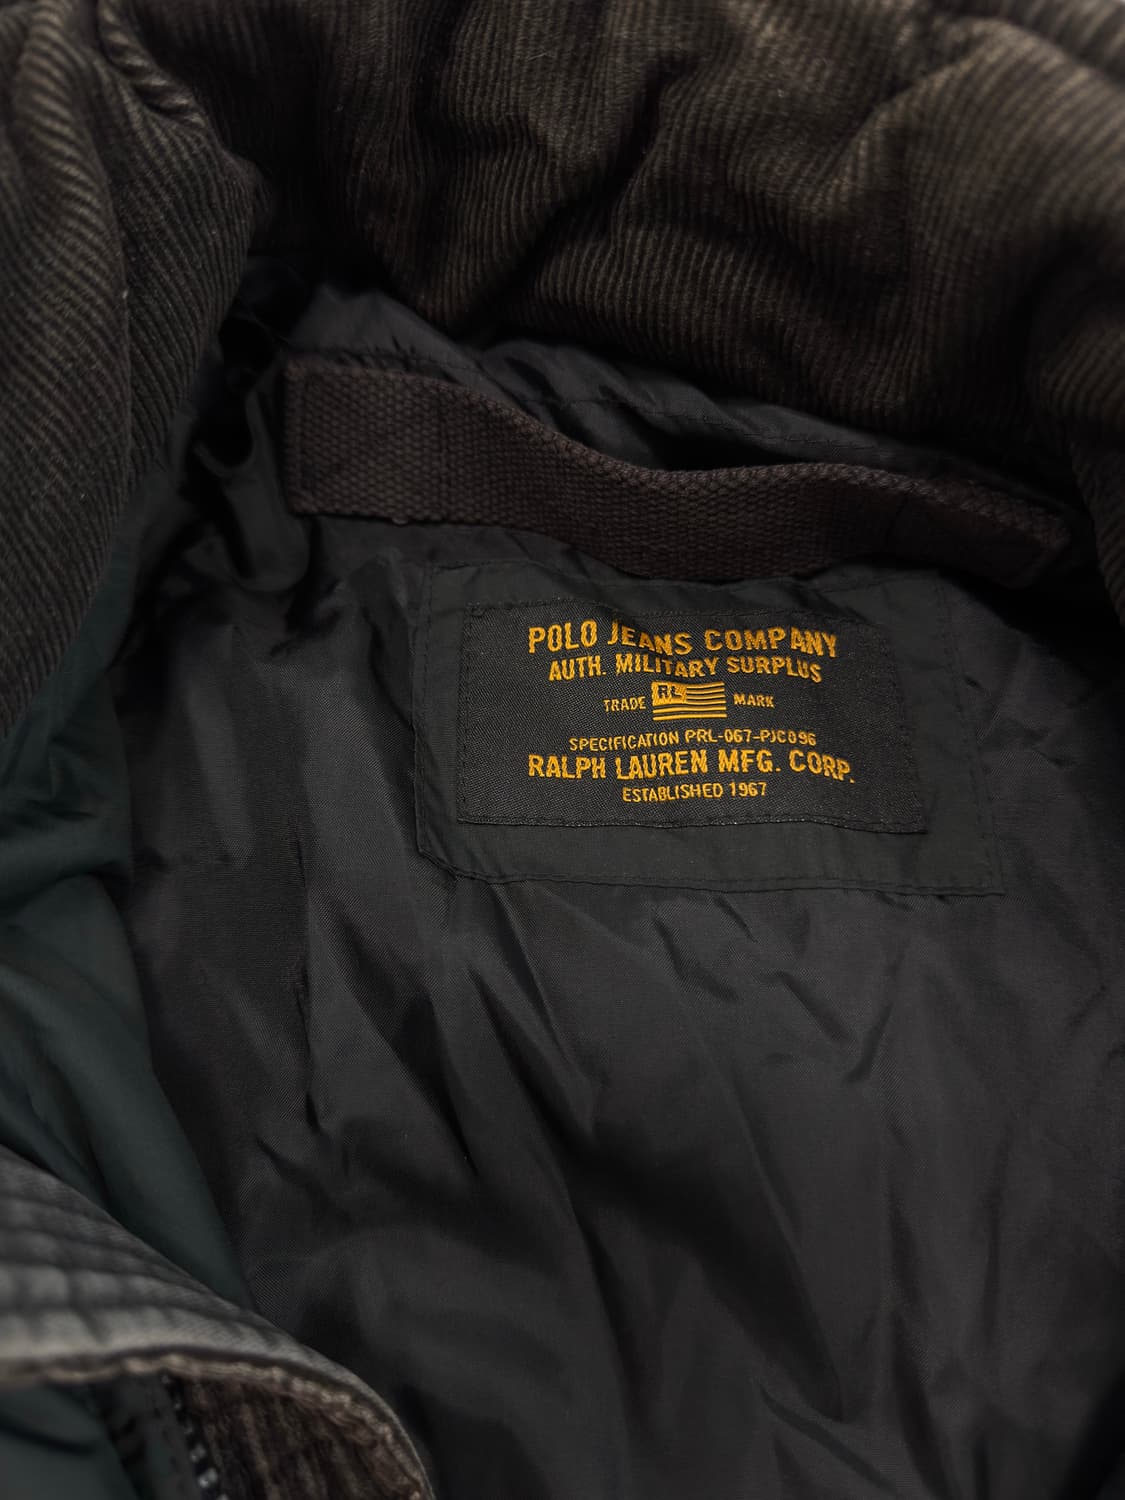 POLO JEANS COMPANY
AUTH. MILITARY SURPLUS
TRADE RL MARK
SPECIFICATION PRL-067-PJC096
RALPH LAUREN MFG. CORP.
ESTABLISHED 1967